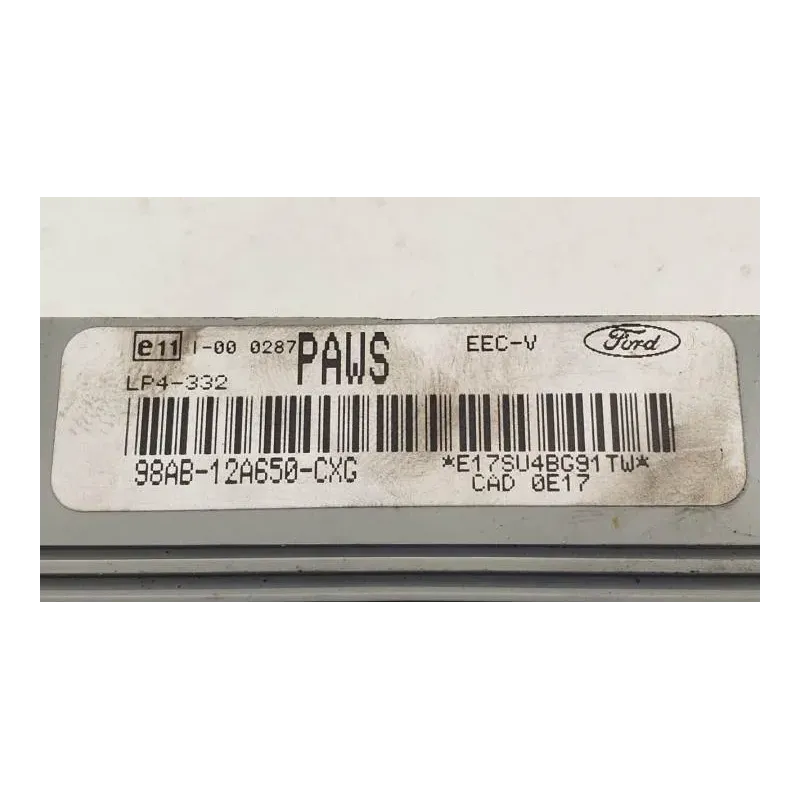 e11 I-00 0287 PAWS EEC-V Ford
LP4-332
98AB-12A650-CXG *E17SU4BG91TW*
CAD 0E17